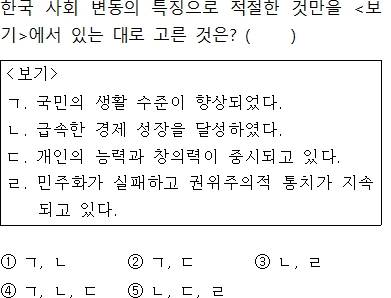 한국 사회 변동의 특징으로 적절한 것만을 <보
기>에서 있는 대로 고른 것은? (      )
<보기>
ㄱ. 국민의 생활 수준이 향상되었다.
ㄴ. 급속한 경제 성장을 달성하였다.
ㄷ. 개인의 능력과 창의력이 중시되고 있다.
ㄹ. 민주화가 실패하고 권위주의적 통치가 지속
되고 있다.
① ㄱ, ㄴ ② ㄱ, ㄷ ③ ㄴ, ㄹ
④ ㄱ, ㄴ, ㄷ ⑤ ㄴ, ㄷ, ㄹ